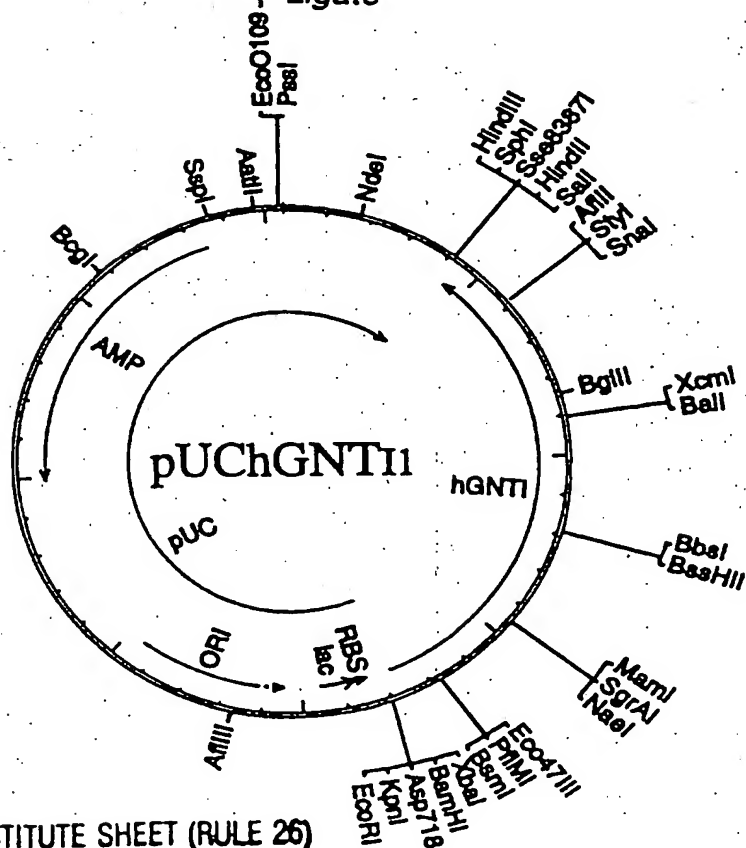 EcoO109
PssI
HindIII
SphI
Sse8387I
HindII
SalI
AflII
StyI
SnaI
NdeI
AatII
SspI
BcgI
AMP
BglII
XcmI
BalI
pUChGNTI1
hGNTI
pUC
BbsI
BssHII
ORI
RBS
lac
MamI
SgrAI
NaeI
AflIII
Eco47III
PflMI
BsmI
XbaI
BamHI
Asp718
KpnI
EcoRI
STITUTE SHEET (RULE 26)